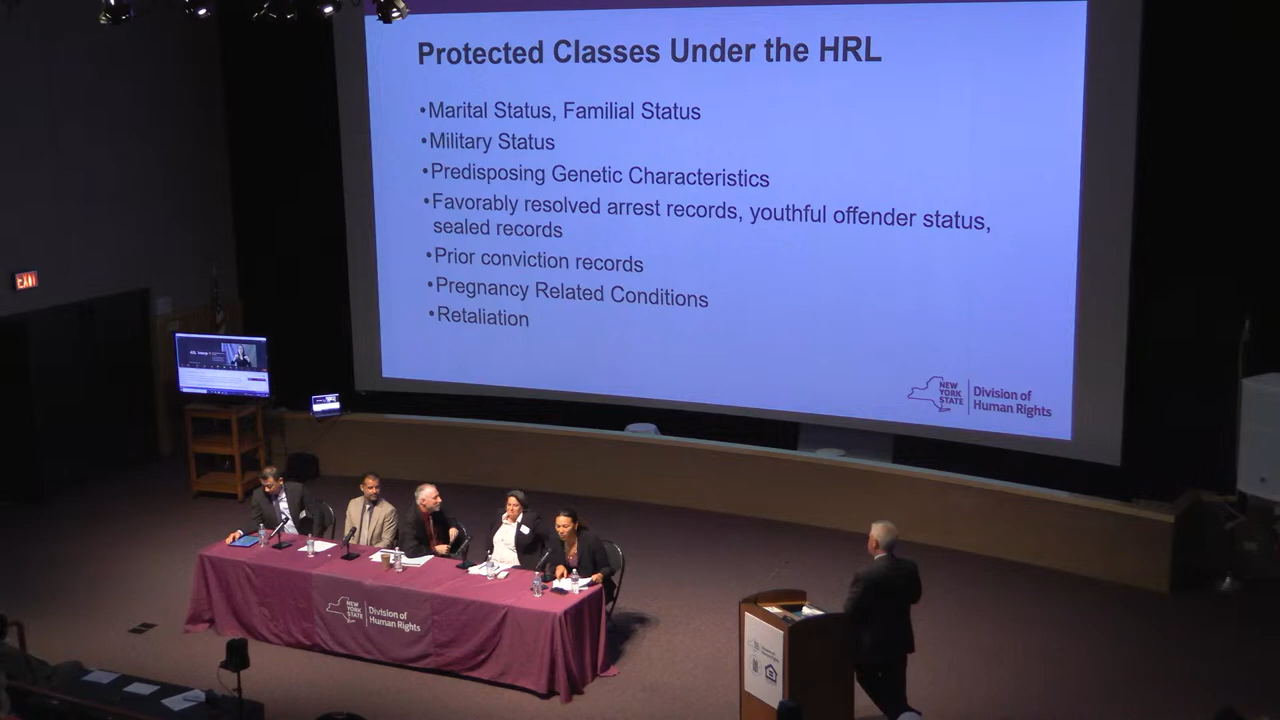 Protected Classes Under the HRL
•Marital Status, Familial Status
•Military Status
•Predisposing Genetic Characteristics
•Favorably resolved arrest records, youthful offender status,
sealed records
•Prior conviction records
•Pregnancy Related Conditions
•Retaliation
NEW
YORK
STATE
Division of
Human Rights
EXIT
NEW
YORK
STATE
Division of
Human Rights